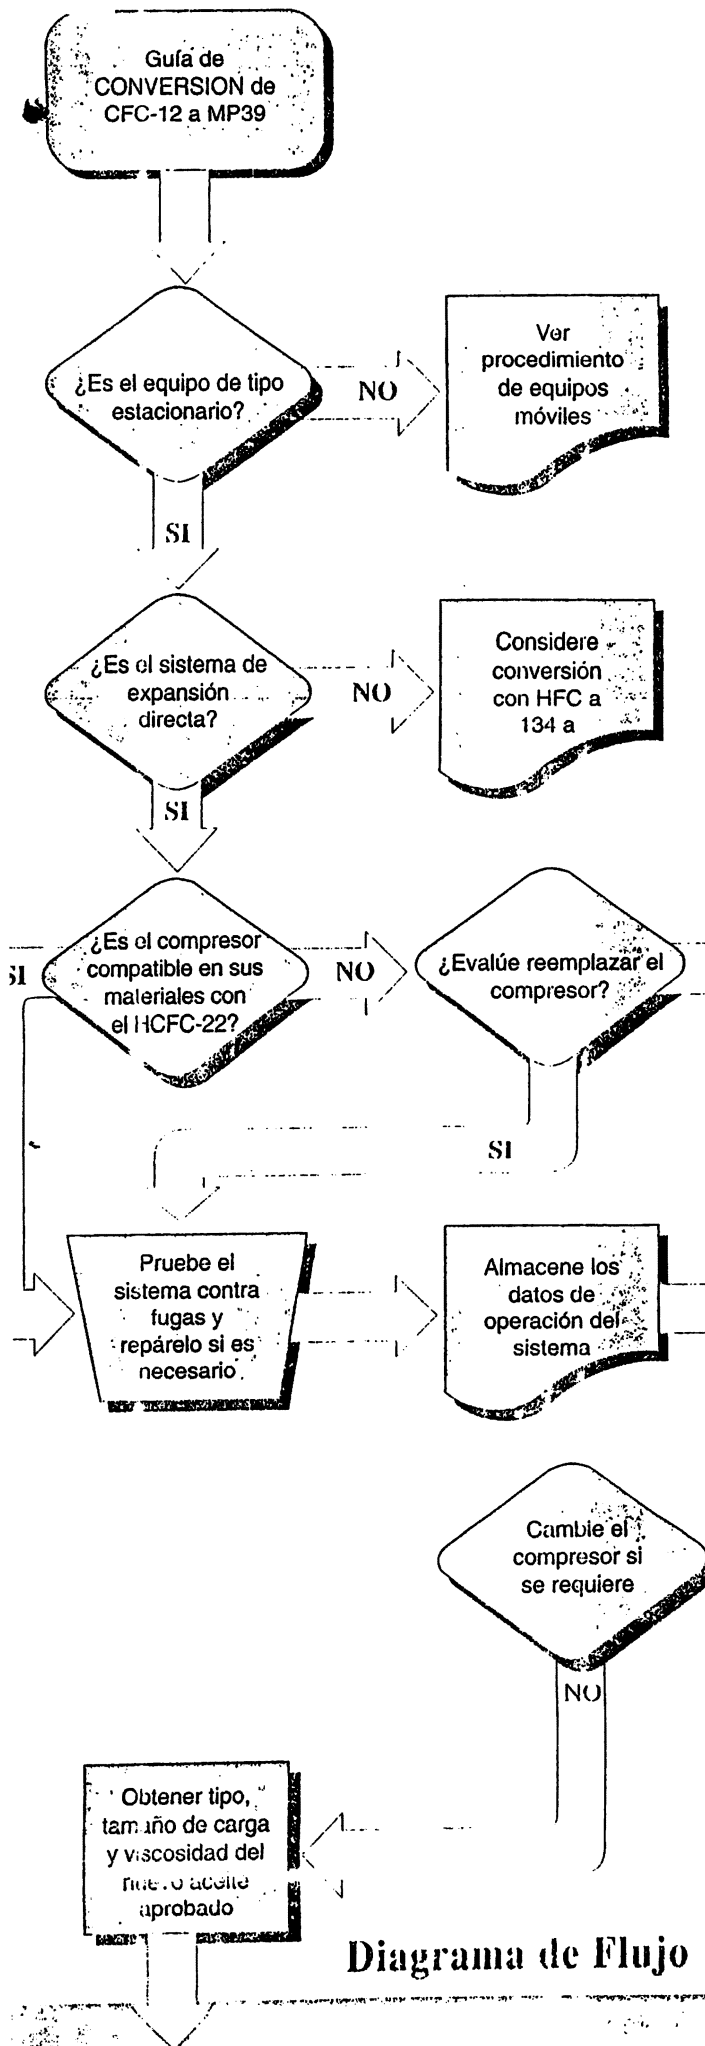 Guía de
CONVERSION de
CFC-12 a MP39
¿Es el equipo de tipo
estacionario?
NO
Ver
procedimiento
de equipos
móviles
SI
¿Es el sistema de
expansión
directa?
NO
Considere
conversión
con HFC a
134 a
SI
¿Es el compresor
compatible en sus
materiales con
el HCFC-22?
SI
NO
¿Evalúe reemplazar el
compresor?
SI
Pruebe el
sistema contra
fugas y
repárelo si es
necesario
Almacene los
datos de
operación del
sistema
Cambie el
compresor si
se requiere
NO
Obtener tipo,
tamaño de carga
y viscosidad del
nuevo aceite
aprobado
Diagrama de Flujo